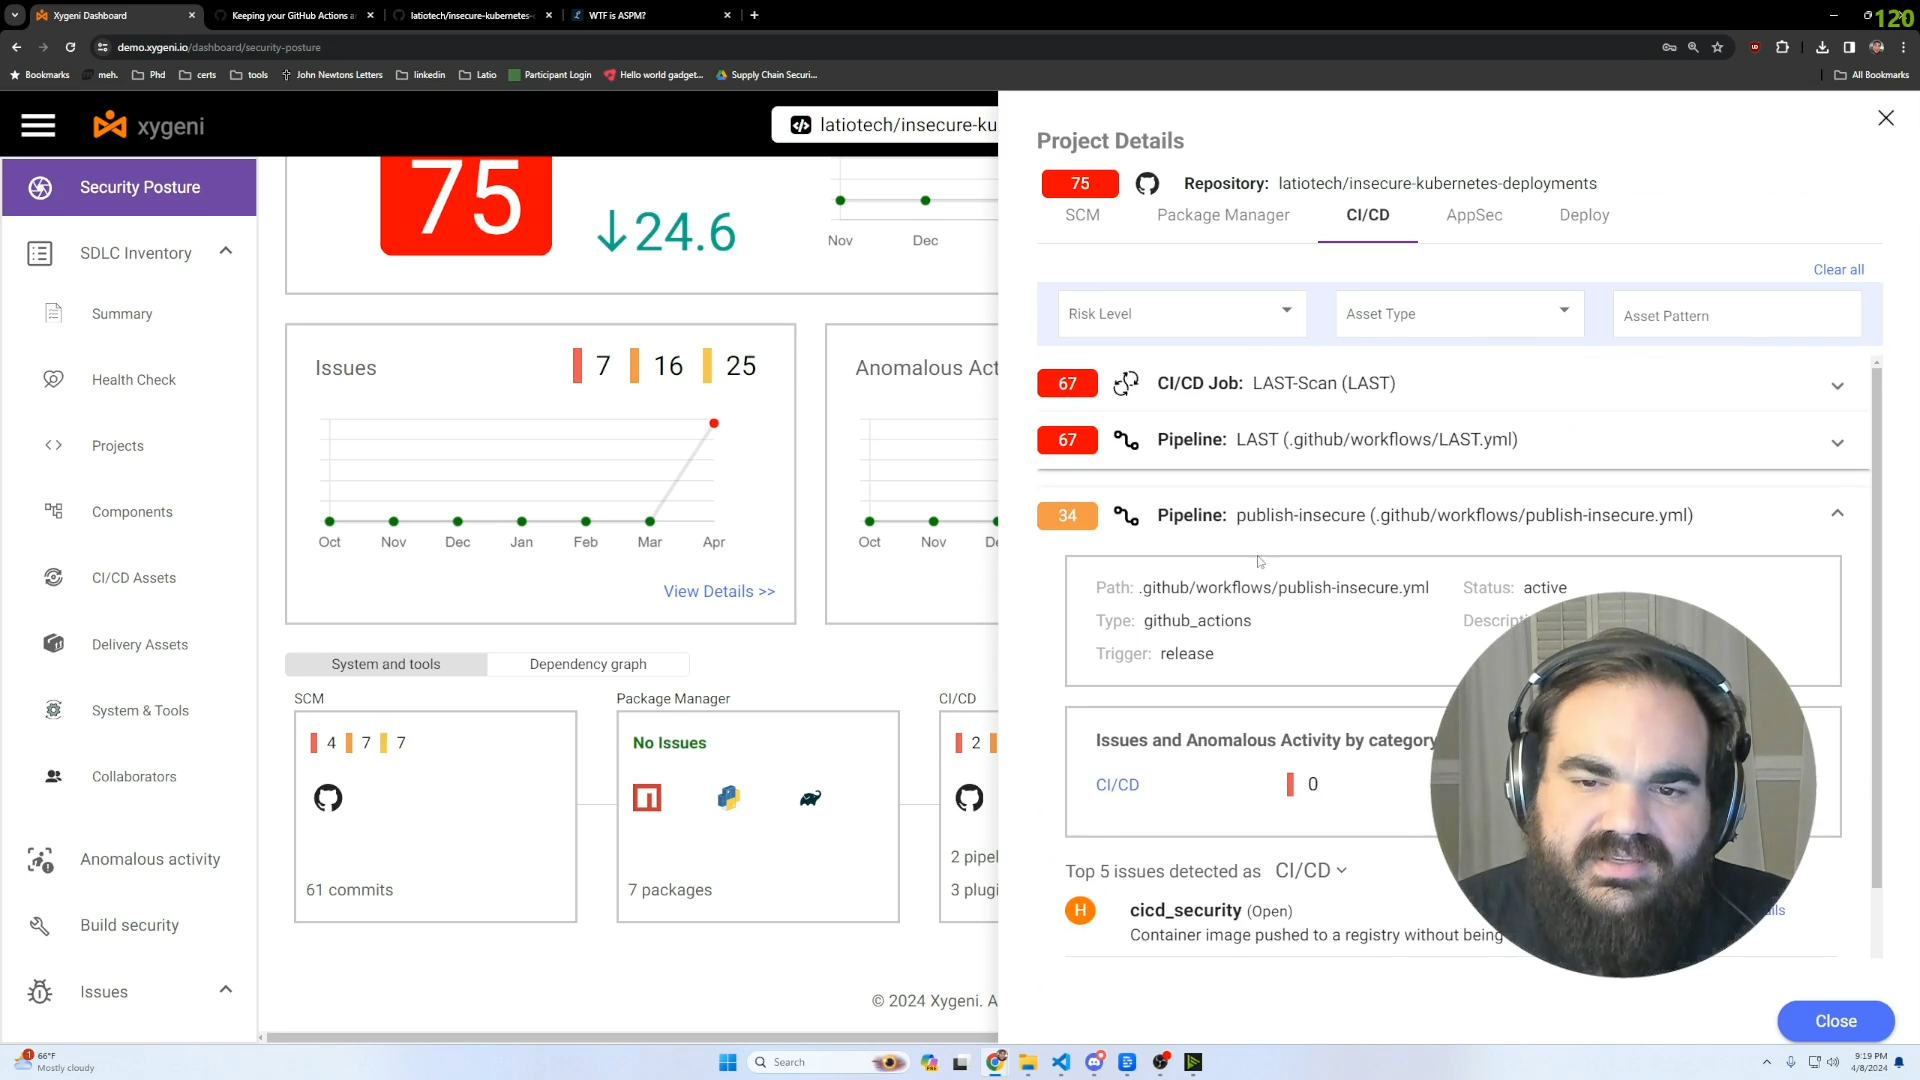 Xygeni Dashboard
Keeping your GitHub Actions a
latiotech/insecure-kubernetes-
WTF is ASPM?
120
demo.xygeni.io/dashboard/security-posture
Bookmarks
meh.
Phd
certs
tools
John Newtons Letters
linkedin
Latio
Participant Login
Hello world gadget...
Supply Chain Securi...
All Bookmarks
xygeni
latiotech/insecure-ku
Security Posture
SDLC Inventory
Summary
Health Check
Projects
Components
CI/CD Assets
Delivery Assets
System & Tools
Collaborators
Anomalous activity
Build security
Issues
75
↓24.6
Nov
Dec
Issues
7
16
25
Oct
Nov
Dec
Jan
Feb
Mar
Apr
View Details >>
Anomalous Act
Oct
Nov
De
System and tools
Dependency graph
SCM
4
7
7
61 commits
Package Manager
No Issues
7 packages
CI/CD
2
2 pipel
3 plugi
© 2024 Xygeni. A
Project Details
75
Repository: latiotech/insecure-kubernetes-deployments
SCM
Package Manager
CI/CD
AppSec
Deploy
Clear all
Risk Level
Asset Type
Asset Pattern
67
CI/CD Job: LAST-Scan (LAST)
67
Pipeline: LAST (.github/workflows/LAST.yml)
34
Pipeline: publish-insecure (.github/workflows/publish-insecure.yml)
Path: .github/workflows/publish-insecure.yml
Status: active
Type: github_actions
Descript
Trigger: release
Issues and Anomalous Activity by category
CI/CD
0
Top 5 issues detected as CI/CD
H
cicd_security (Open)
ails
Container image pushed to a registry without being
Close
1
66°F
Mostly cloudy
Search
9:19 PM
4/8/2024